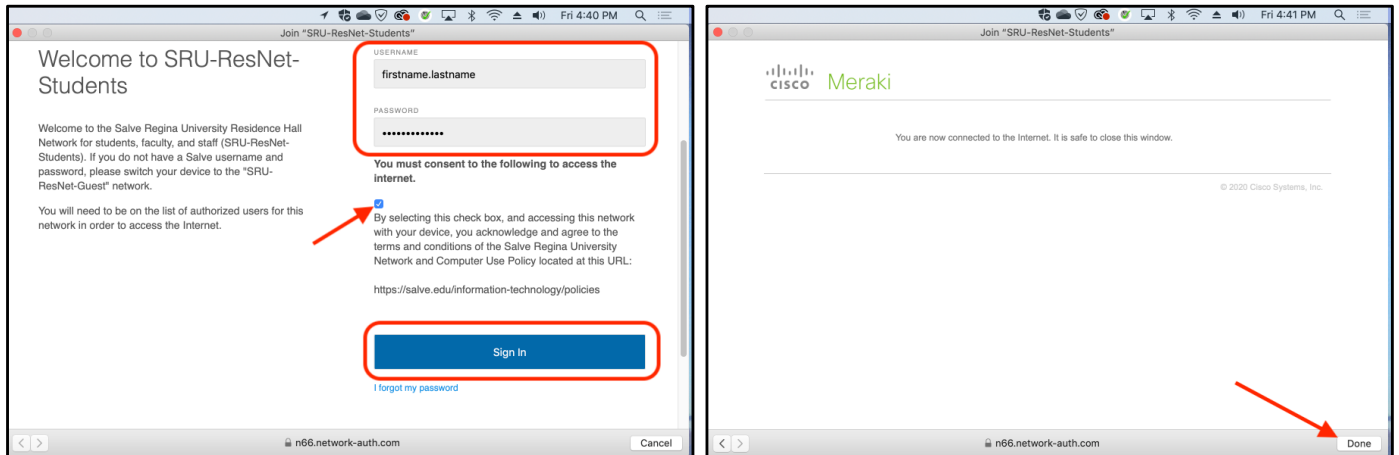 Fri 4:40 PM
Join "SRU-ResNet-Students"
Welcome to SRU-ResNet-
Students
Welcome to the Salve Regina University Residence Hall
Network for students, faculty, and staff (SRU-ResNet-
Students). If you do not have a Salve username and
password, please switch your device to the "SRU-
ResNet-Guest" network.
You will need to be on the list of authorized users for this
network in order to access the Internet.
USERNAME
firstname.lastname
PASSWORD
•••••••••••••
You must consent to the following to access the
internet.
By selecting this check box, and accessing this network
with your device, you acknowledge and agree to the
terms and conditions of the Salve Regina University
Network and Computer Use Policy located at this URL:
https://salve.edu/information-technology/policies
Sign In
I forgot my password
n66.network-auth.com
Cancel
Fri 4:41 PM
Join "SRU-ResNet-Students"
cisco Meraki
You are now connected to the Internet. It is safe to close this window.
© 2020 Cisco Systems, Inc.
n66.network-auth.com
Done